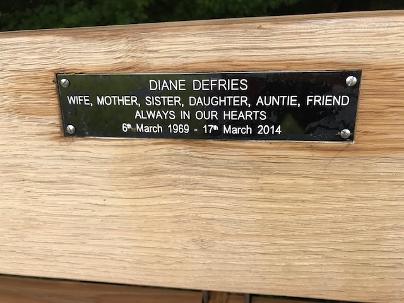 DIANE DEFRIES
WIFE, MOTHER, SISTER, DAUGHTER, AUNTIE, FRIEND
ALWAYS IN OUR HEARTS
6th March 1969 - 17th March 2014